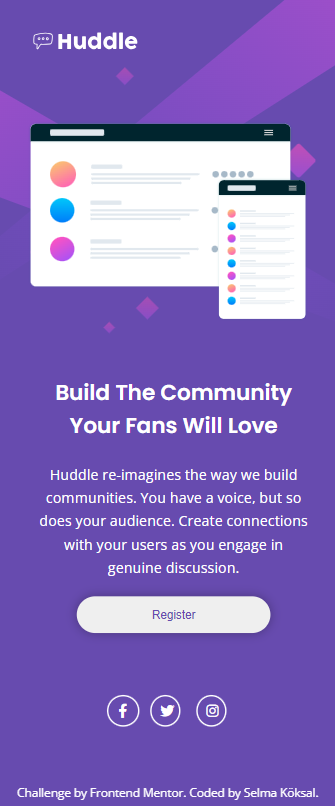 Huddle
Build The Community
Your Fans Will Love
Huddle re-imagines the way we build
communities. You have a voice, but so
does your audience. Create connections
with your users as you engage in
genuine discussion.
Register
Challenge by Frontend Mentor. Coded by Selma Köksal.